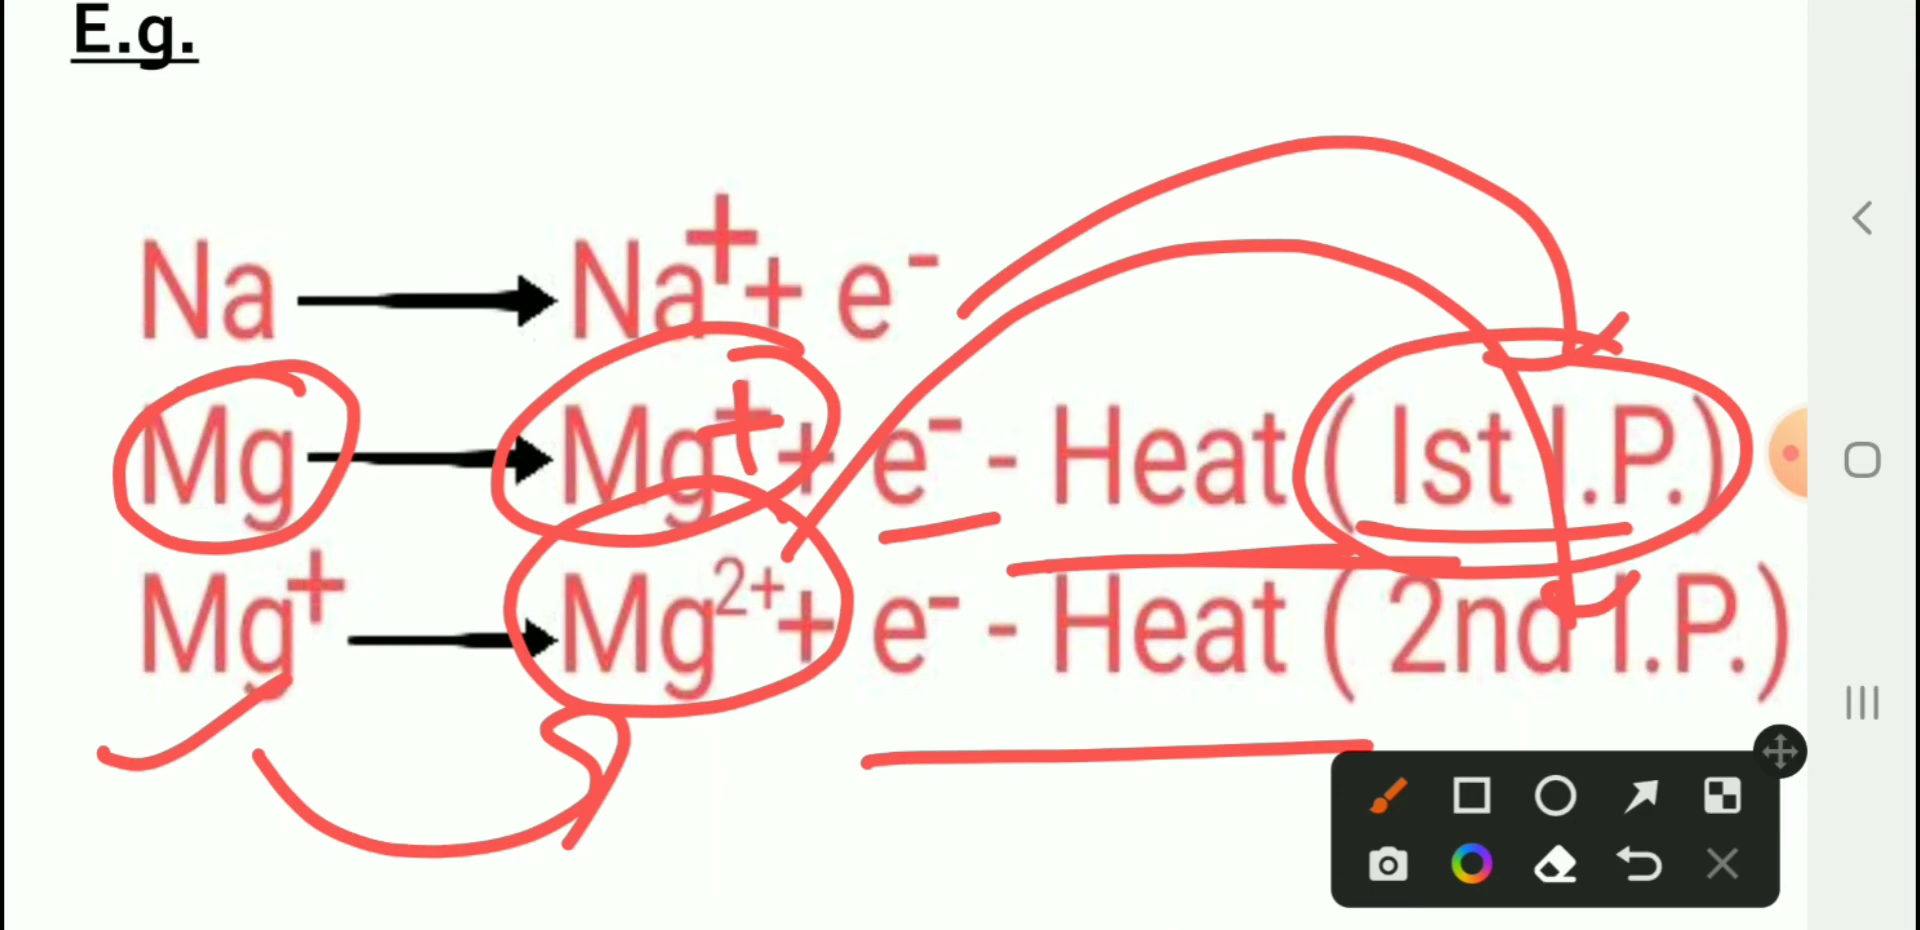 E.g.
Na → Na⁺ + e⁻
Mg → Mg⁺ + e⁻ - Heat ( Ist I.P.)
Mg⁺ → Mg²⁺ + e⁻ - Heat ( 2nd I.P.)